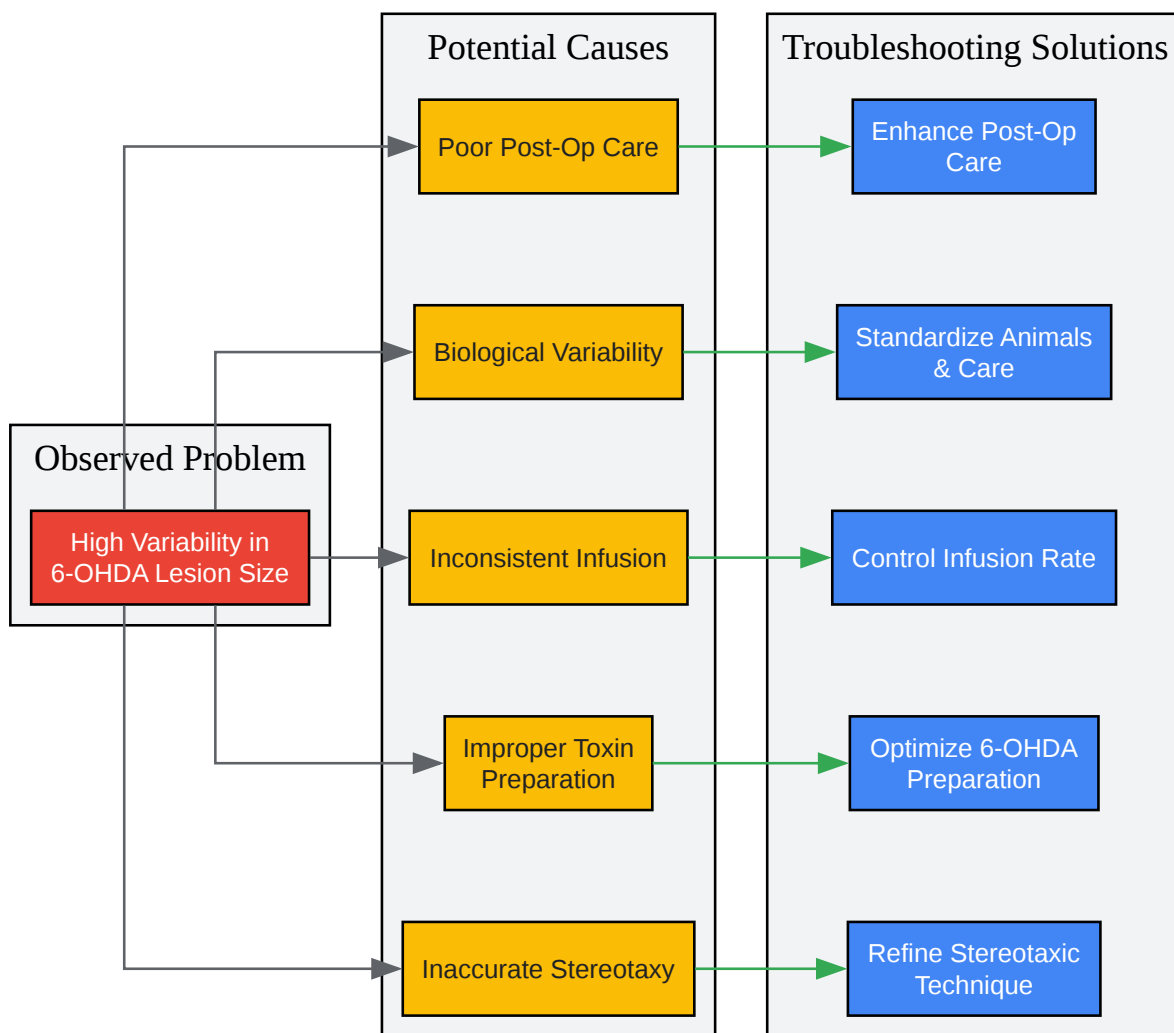 Potential Causes
Troubleshooting Solutions
Poor Post-Op Care
Enhance Post-Op
Care
Biological Variability
Standardize Animals
& Care
Observed Problem
High Variability in
6-OHDA Lesion Size
Inconsistent Infusion
Control Infusion Rate
Improper Toxin
Preparation
Optimize 6-OHDA
Preparation
Inaccurate Stereotaxy
Refine Stereotaxic
Technique